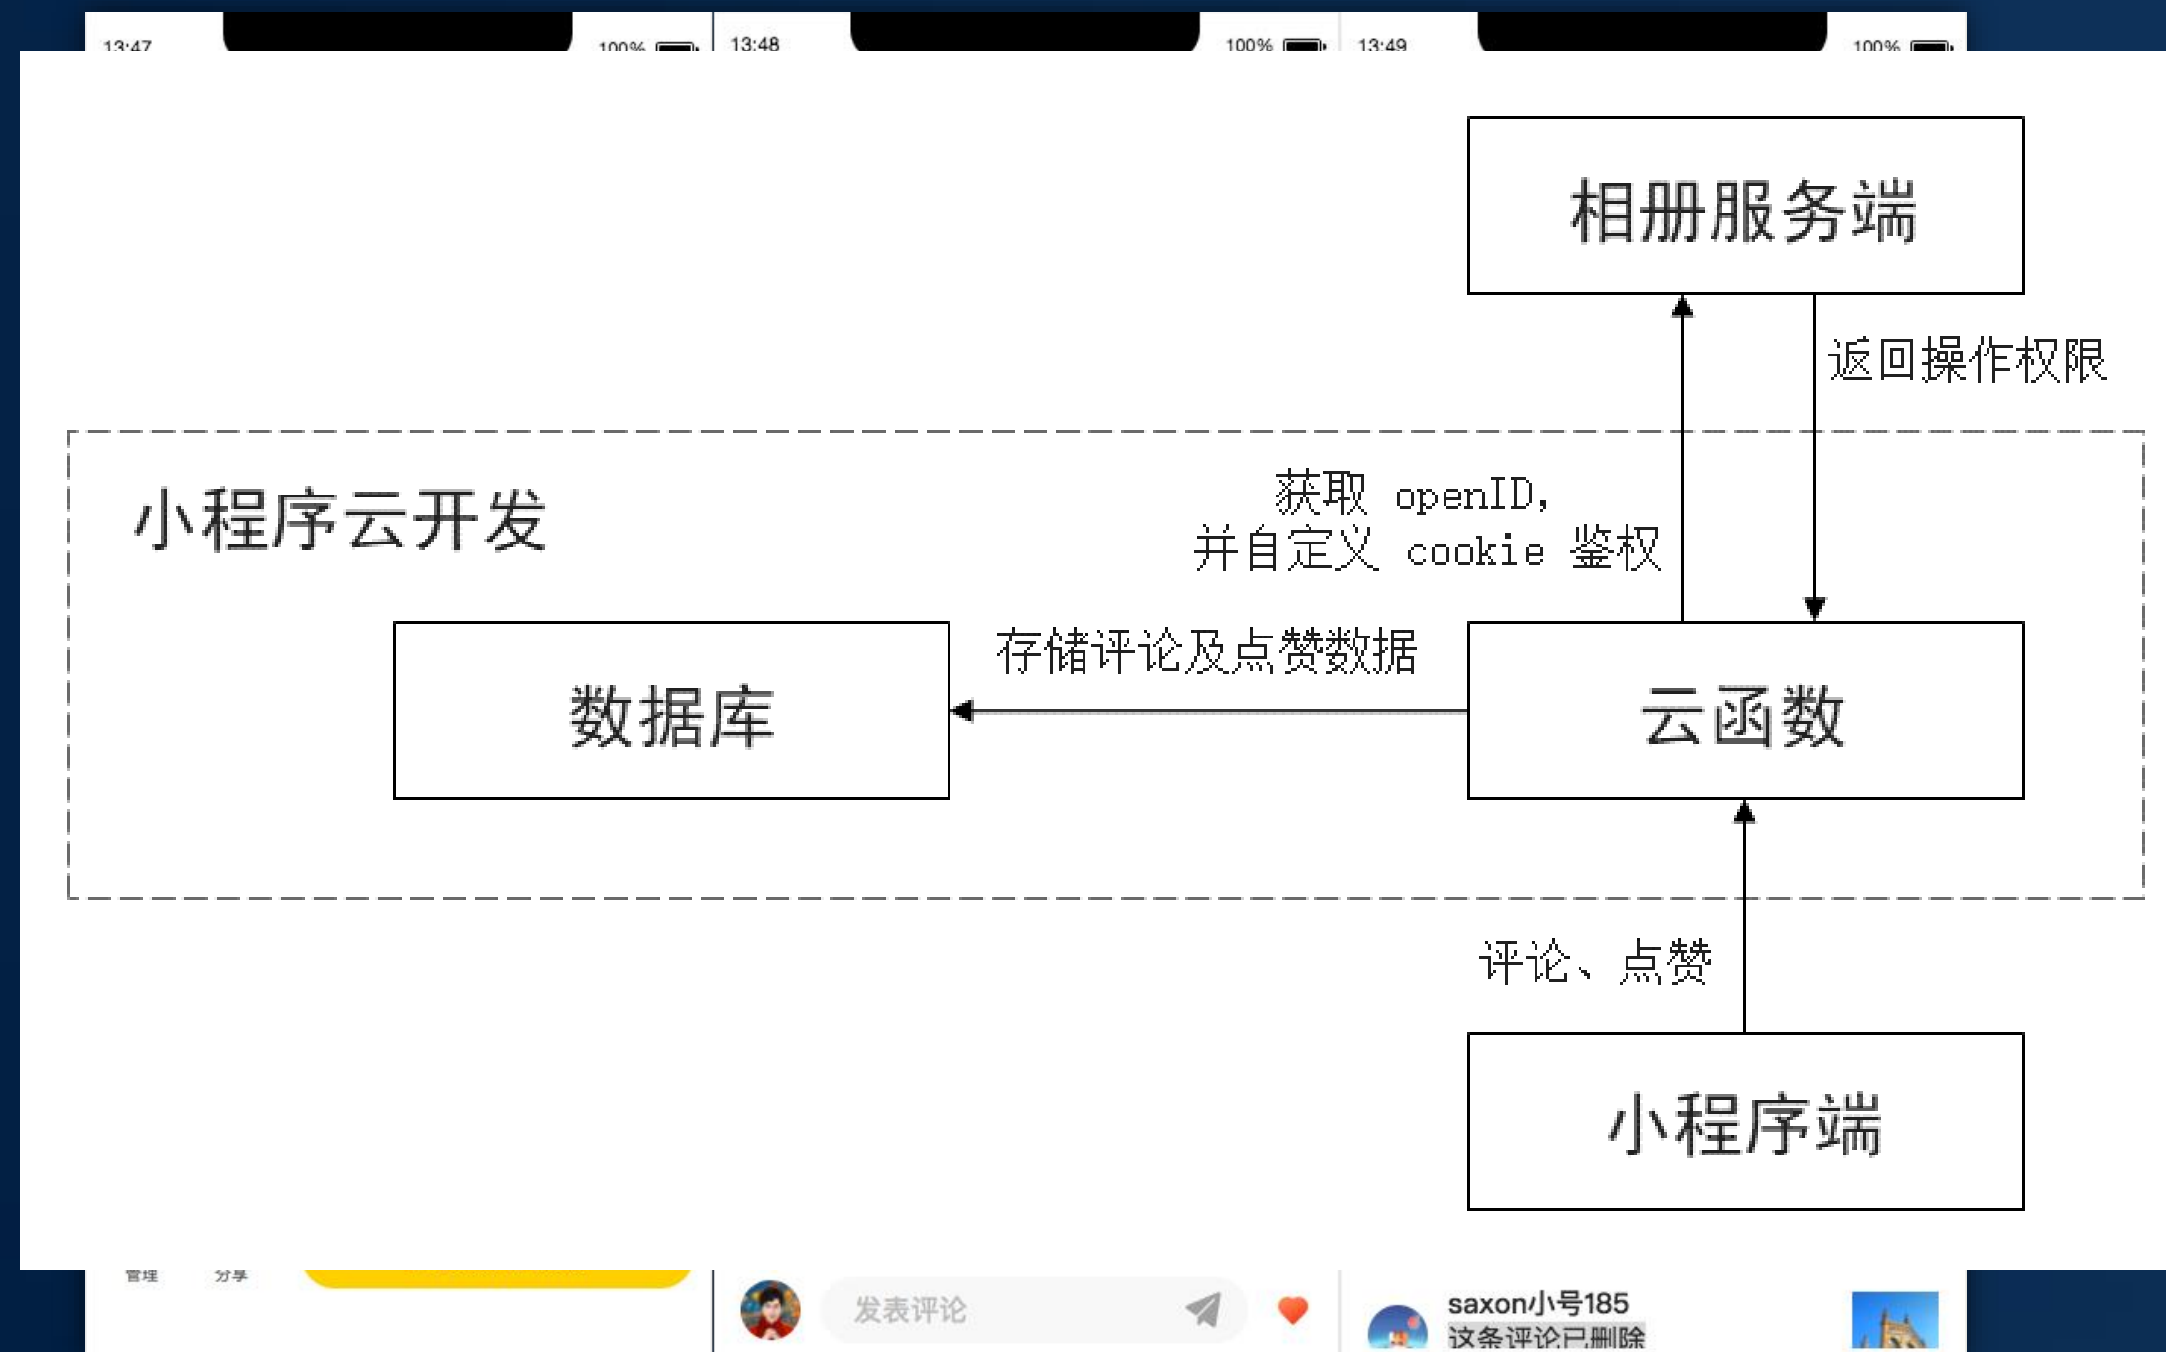 13:47
100%
13:48
100%
13:49
100%
相册服务端
返回操作权限
小程序云开发
获取 openID,
并自定义 cookie 鉴权
存储评论及点赞数据
数据库
云函数
评论、点赞
小程序端
管理
分享
发表评论
saxon小号185
这条评论已删除